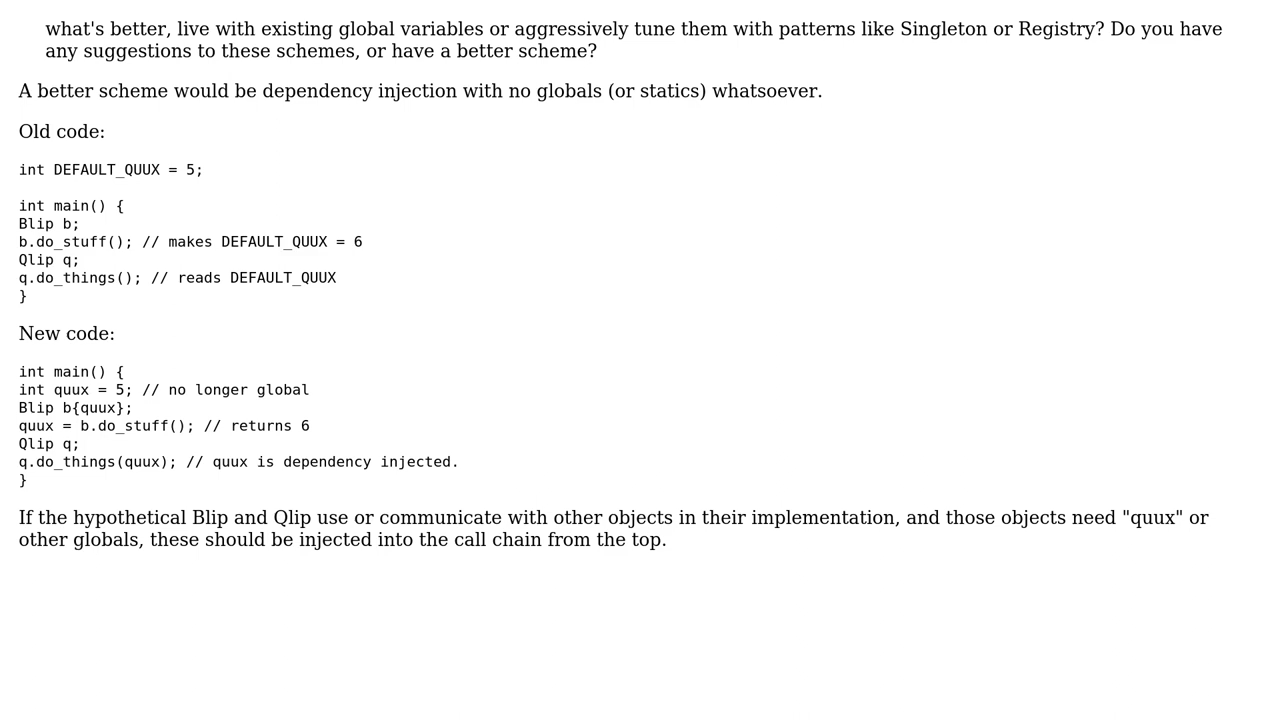 what's better, live with existing global variables or aggressively tune them with patterns like Singleton or Registry? Do you have
any suggestions to these schemes, or have a better scheme?
A better scheme would be dependency injection with no globals (or statics) whatsoever.
Old code:
int DEFAULT_QUUX = 5;
int main() {
Blip b;
b.do_stuff(); // makes DEFAULT_QUUX = 6
Qlip q;
q.do_things(); // reads DEFAULT_QUUX
}
New code:
int main() {
int quux = 5; // no longer global
Blip b{quux};
quux = b.do_stuff(); // returns 6
Qlip q;
q.do_things(quux); // quux is dependency injected.
}
If the hypothetical Blip and Qlip use or communicate with other objects in their implementation, and those objects need "quux" or
other globals, these should be injected into the call chain from the top.